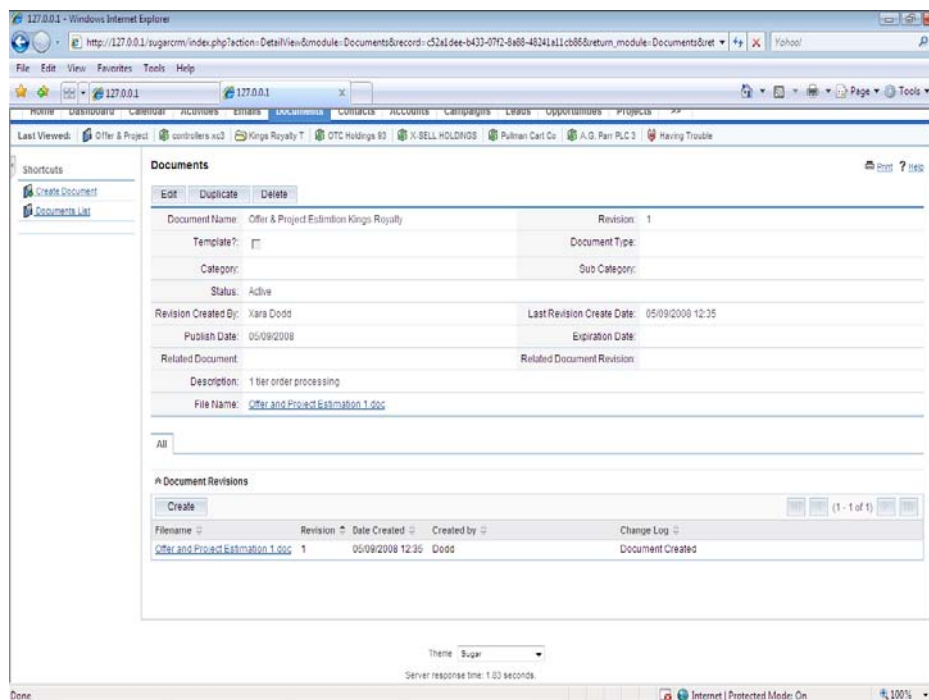 127.0.0.1 - Windows Internet Explorer
http://127.0.0.1/sugarcrm/index.php?action=DetailView&module=Documents&record=c52a1dee-b433-07f2-8a88-48241a11cb86&return_module=Documents&ret
Yahoo!
File Edit View Favorites Tools Help
127.0.0.1 127.0.0.1 Page Tools
Home Dashboard Calendar Activities Emails Documents Contacts Accounts Campaigns Leads Opportunities Projects >>
Last Viewed: Offer & Project controllers xc3 Kings Royalty T OTC Holdings 93 X-SELL HOLDINGS Pullman Cart Co A.G. Parr PLC 3 Having Trouble
Shortcuts
Create Document
Documents List
Documents
Print ? Help
Edit Duplicate Delete
Document Name: Offer & Project Estimtion Kings Royalty Revision: 1
Template?: Document Type:
Category: Sub Category:
Status: Active
Revision Created By: Xara Dodd Last Revision Create Date: 05/09/2008 12:35
Publish Date: 05/09/2008 Expiration Date:
Related Document: Related Document Revision:
Description: 1 tier order processing
File Name: Offer and Project Estimation 1.doc
All
Document Revisions
Create (1 - 1 of 1)
Filename Revision Date Created Created by Change Log
Offer and Project Estimation 1.doc 1 05/09/2008 12:35 Dodd Document Created
Theme Sugar
Server response time: 1.83 seconds.
Done Internet | Protected Mode: On 100%